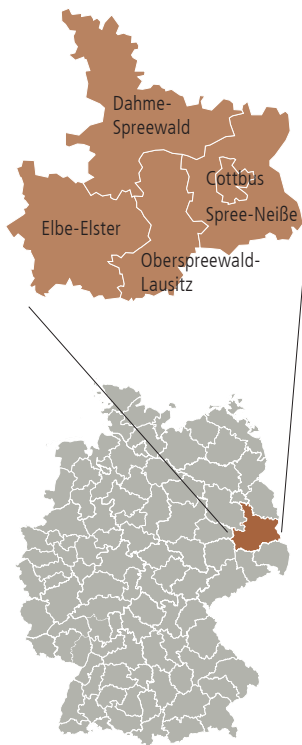 Dahme-
Spreewald
Cottbus
Elbe-Elster
Spree-Neiße
Oberspreewald-
Lausitz